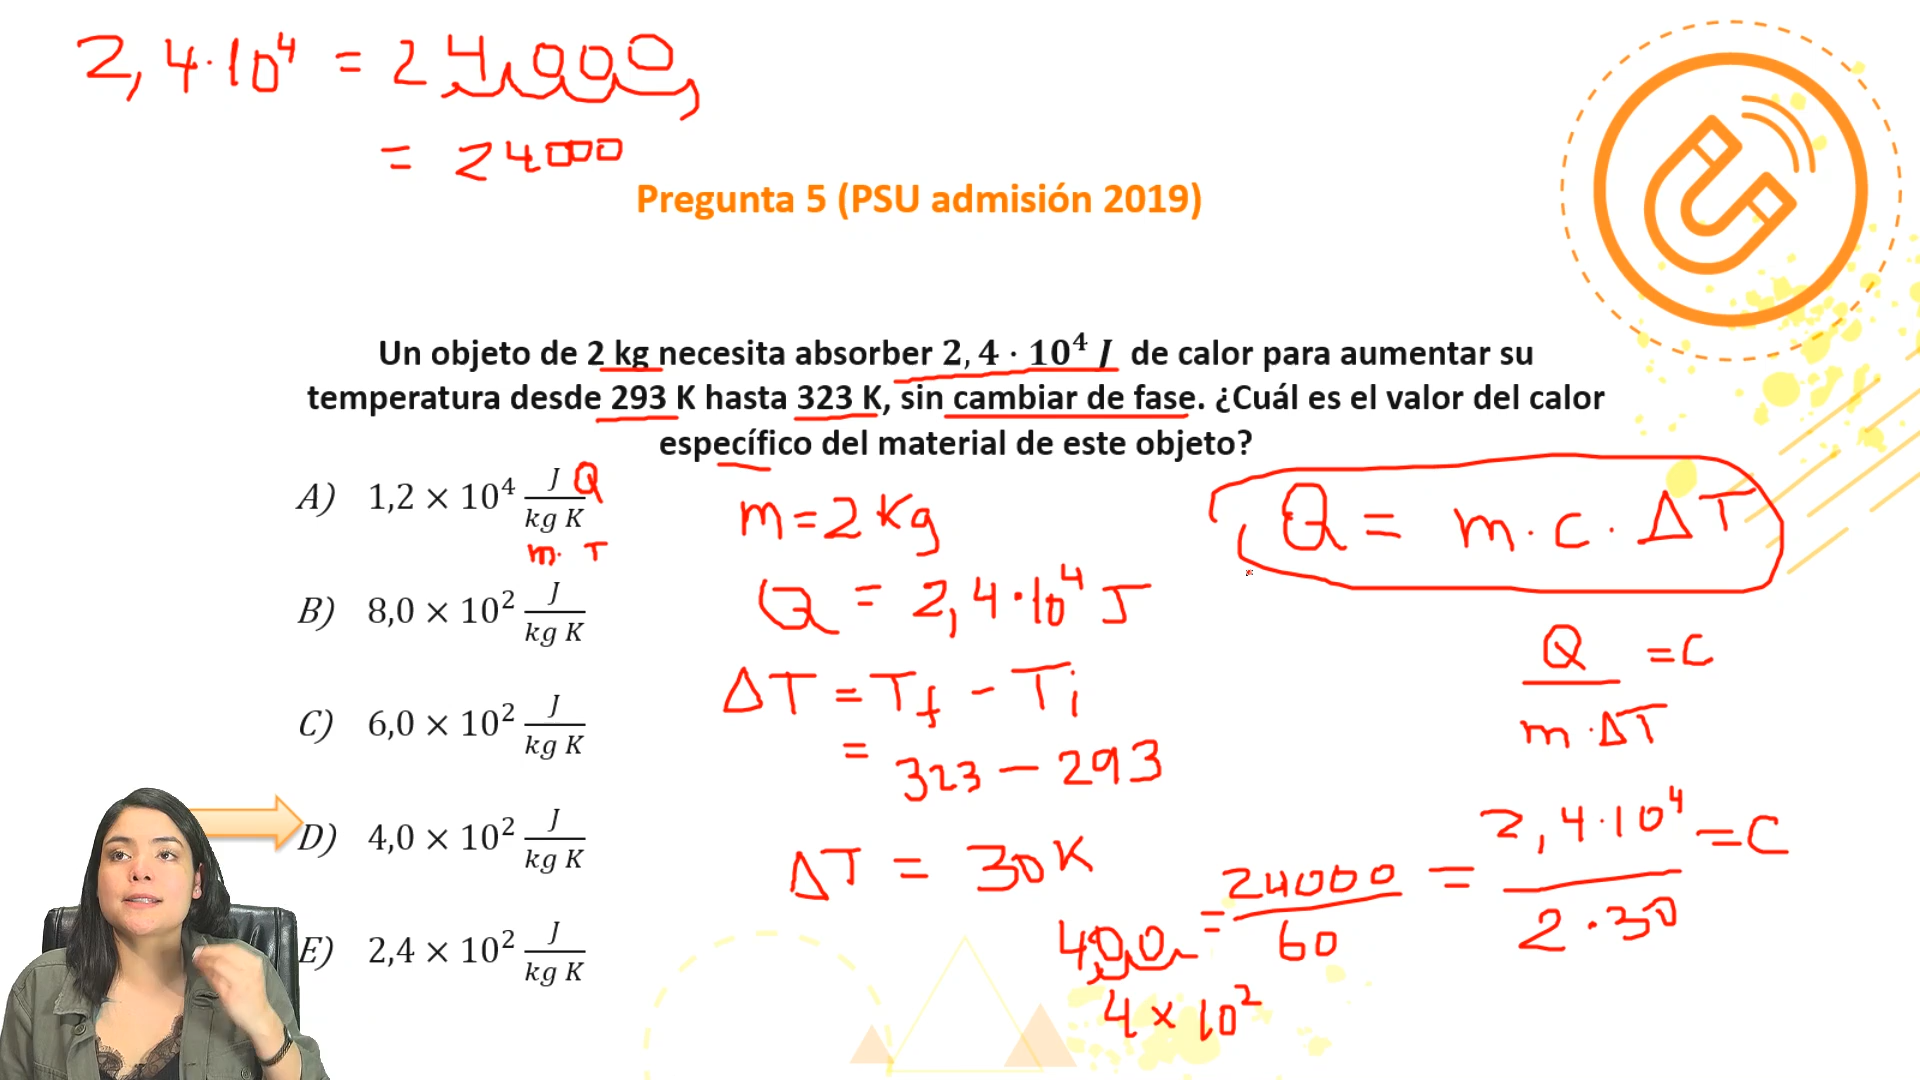 2,4·10⁴ = 24,000,
= 24000
Pregunta 5 (PSU admisión 2019)
Un objeto de 2 kg necesita absorber 2,4 · 10⁴ J de calor para aumentar su
temperatura desde 293 K hasta 323 K, sin cambiar de fase. ¿Cuál es el valor del calor
específico del material de este objeto?
A) 1,2 × 10⁴ J/kg K
Q
m· T
B) 8,0 × 10² J/kg K
C) 6,0 × 10² J/kg K
D) 4,0 × 10² J/kg K
E) 2,4 × 10² J/kg K
m = 2 Kg
Q = 2,4·10⁴ J
ΔT = Tf - Ti
= 323 - 293
ΔT = 30K
Q = m·c·ΔT
Q/m·ΔT = C
400 = 24000/60 = 2,4·10⁴/2·30 = C
4 × 10²